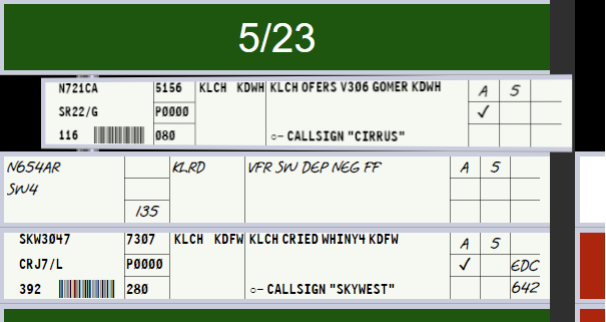 5/23
N721CA 5156 KLCH KDWH KLCH OFERS V306 GOMER KDWH A 5
SR22/G P0000 ✓
116 080 ○– CALLSIGN "CIRRUS"
N654AR KLRD VFR SW DEP NEG FF A 5
SW4
135
SKW3047 7307 KLCH KDFW KLCH CRIED WHINY4 KDFW A 5
CRJ7/L P0000 ✓ EDC
392 280 ○– CALLSIGN "SKYWEST" 642